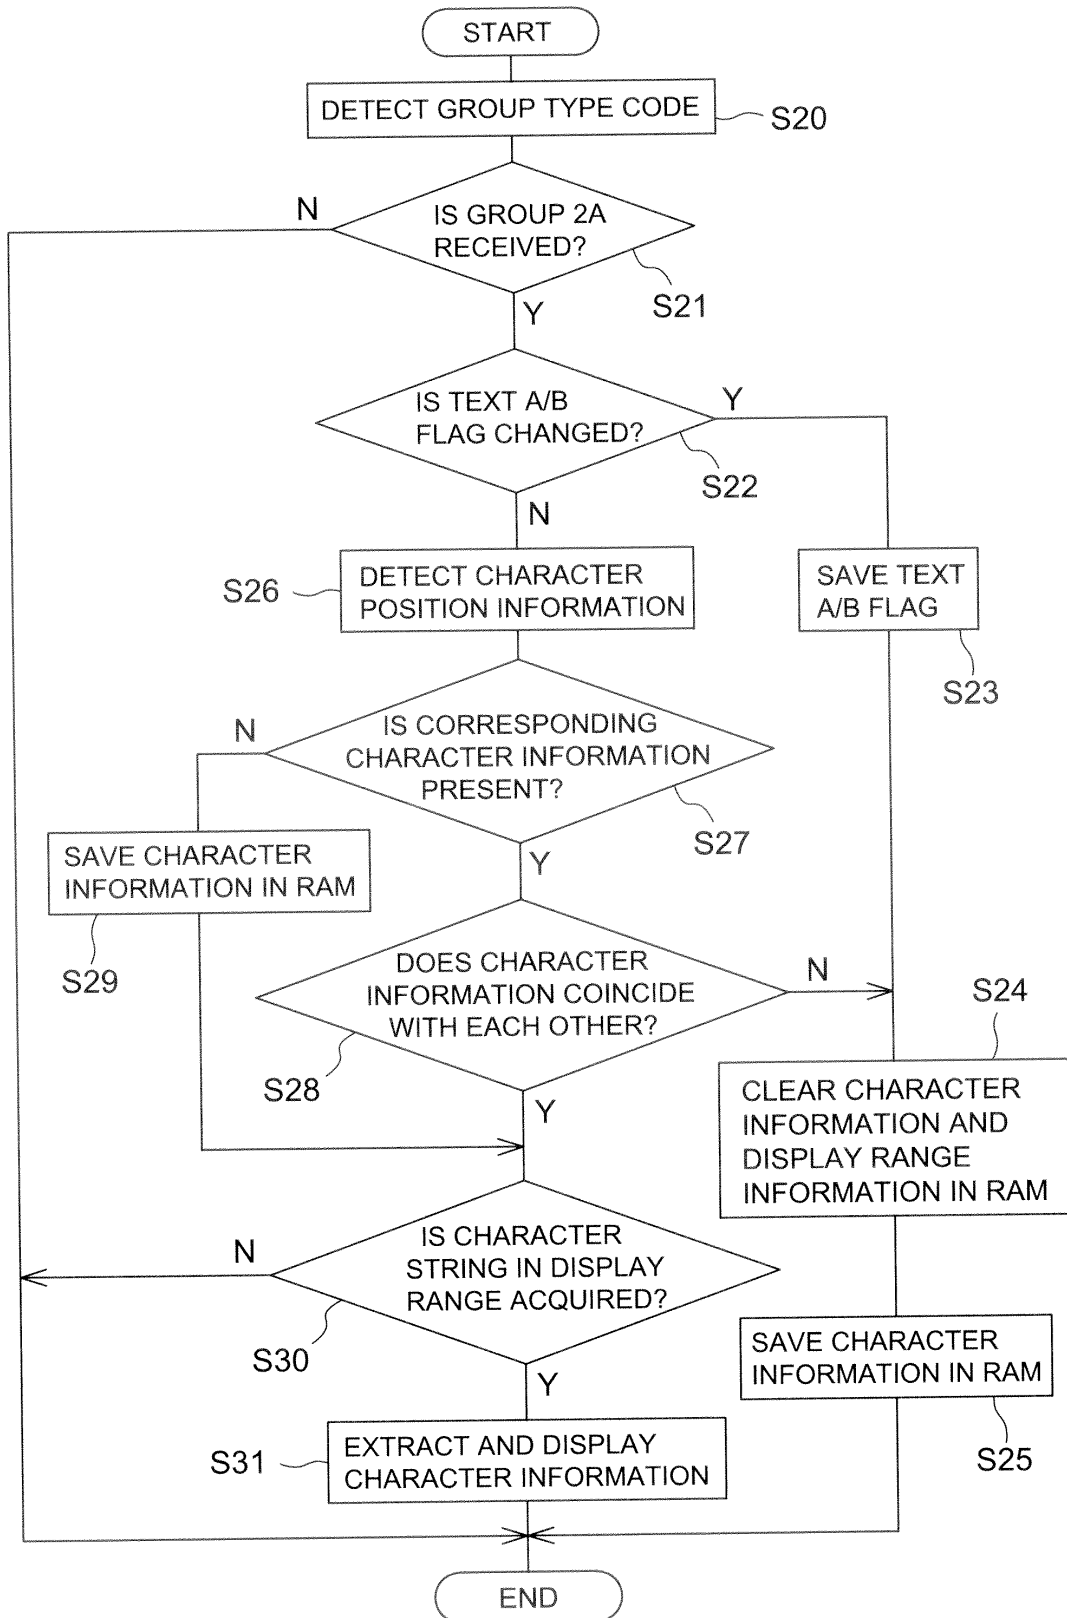 START
DETECT GROUP TYPE CODE
S20
N
IS GROUP 2A
RECEIVED?
S21
Y
IS TEXT A/B
FLAG CHANGED?
Y
S22
N
S26
DETECT CHARACTER
POSITION INFORMATION
SAVE TEXT
A/B FLAG
S23
N
IS CORRESPONDING
CHARACTER INFORMATION
PRESENT?
S27
Y
SAVE CHARACTER
INFORMATION IN RAM
S29
DOES CHARACTER
INFORMATION COINCIDE
WITH EACH OTHER?
N
S28
Y
S24
CLEAR CHARACTER
INFORMATION AND
DISPLAY RANGE
INFORMATION IN RAM
N
IS CHARACTER
STRING IN DISPLAY
RANGE ACQUIRED?
S30
Y
SAVE CHARACTER
INFORMATION IN RAM
S25
S31
EXTRACT AND DISPLAY
CHARACTER INFORMATION
END